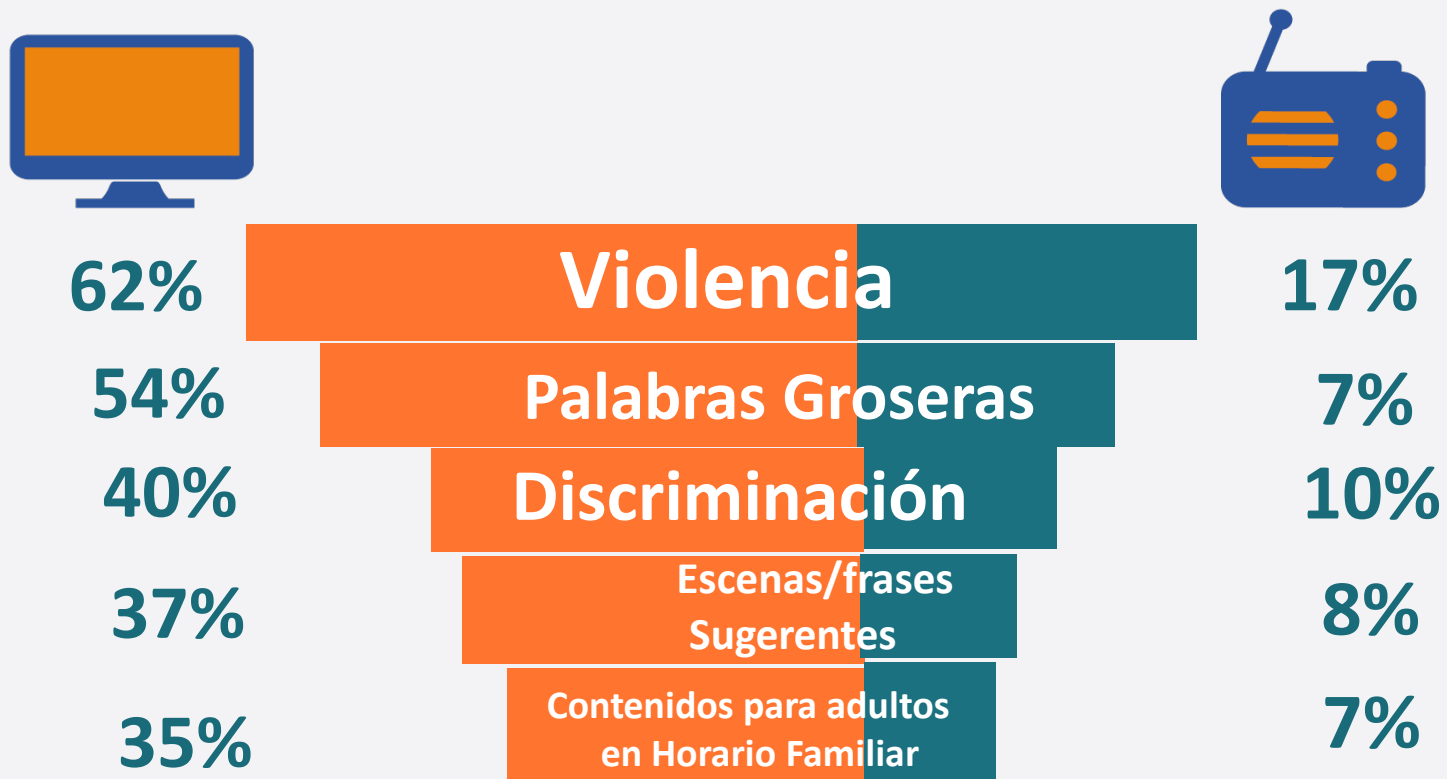 62%
Violencia
17%
54%
Palabras Groseras
7%
40%
Discriminación
10%
37%
Escenas/frases
Sugerentes
8%
35%
Contenidos para adultos
en Horario Familiar
7%